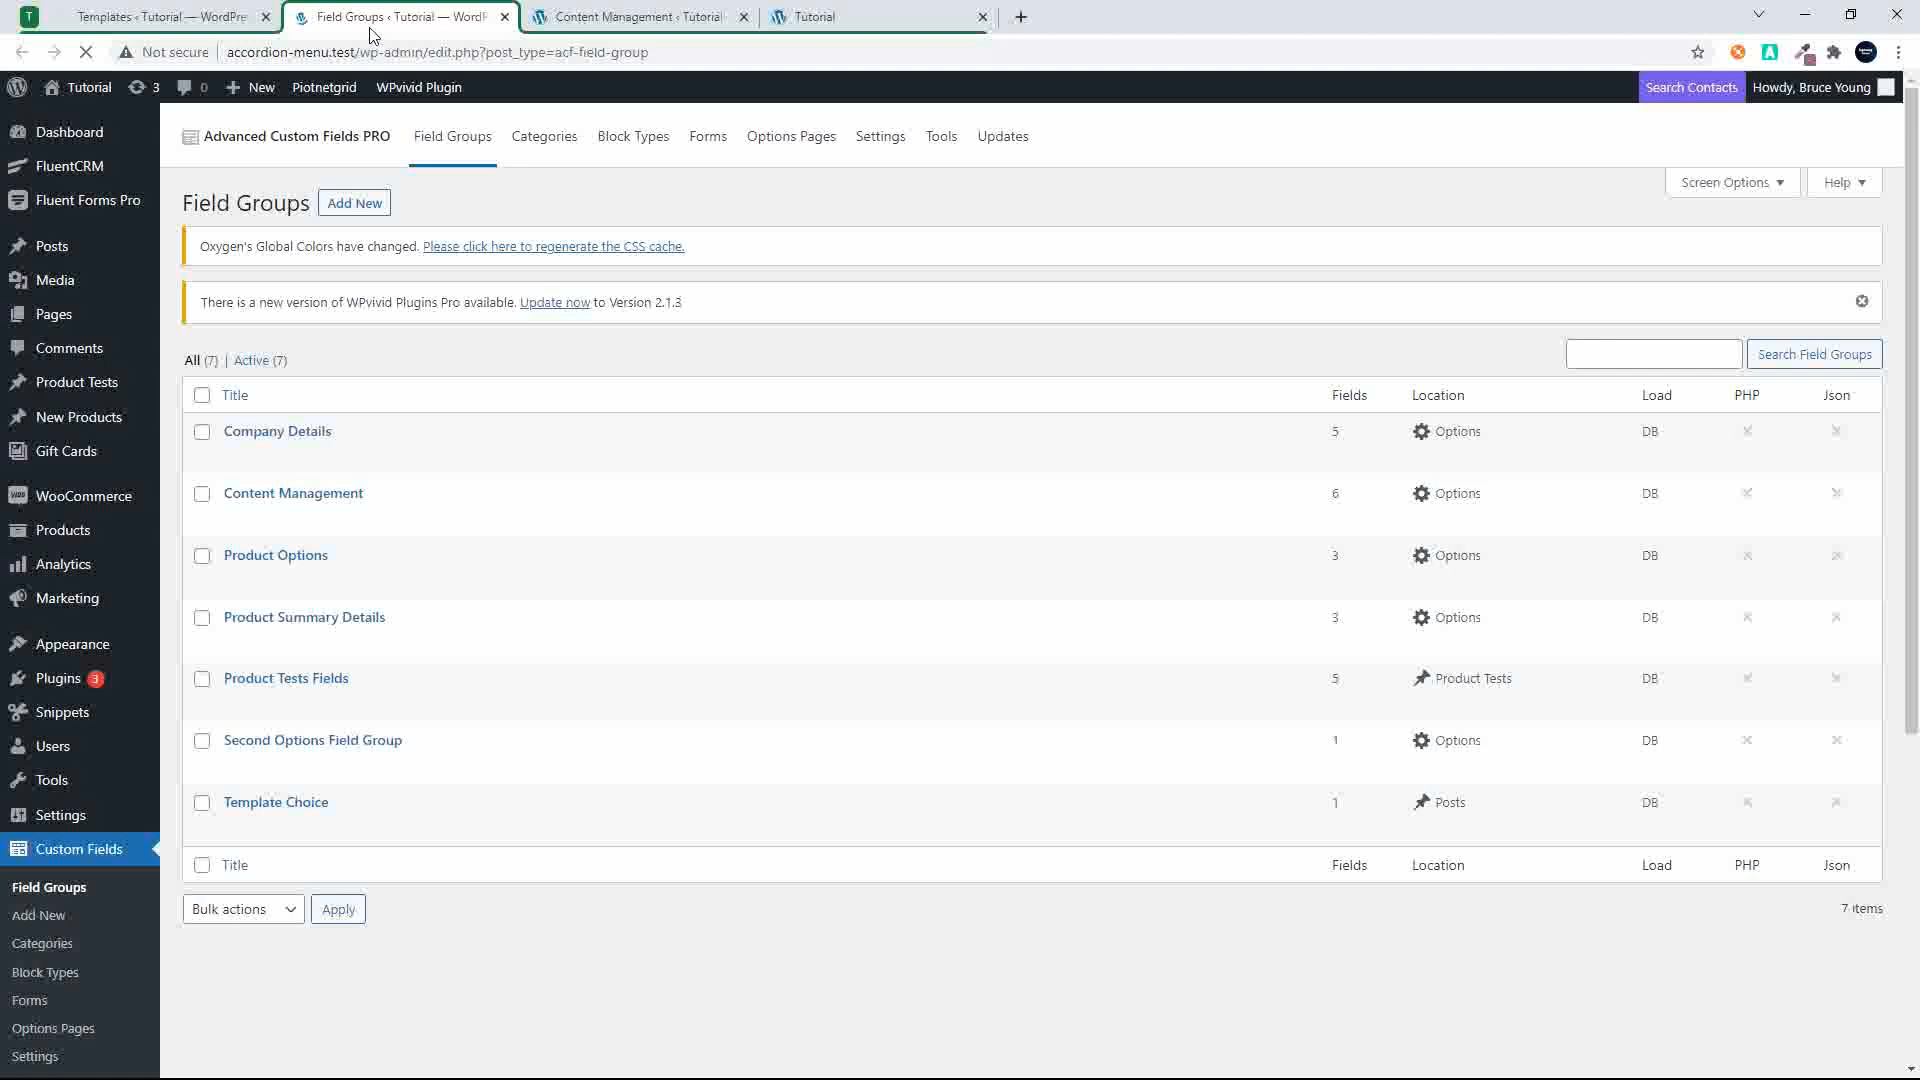 T Templates ‹ Tutorial — WordPre
Field Groups ‹ Tutorial — WordP
Content Management ‹ Tutorial
Tutorial
Not secure accordion-menu.test/wp-admin/edit.php?post_type=acf-field-group
Tutorial 3 0 New Piotnetgrid WPvivid Plugin Search Contacts Howdy, Bruce Young
Dashboard
FluentCRM
Fluent Forms Pro
Posts
Media
Pages
Comments
Product Tests
New Products
Gift Cards
WooCommerce
Products
Analytics
Marketing
Appearance
Plugins 3
Snippets
Users
Tools
Settings
Custom Fields
Field Groups
Add New
Categories
Block Types
Forms
Options Pages
Settings
Advanced Custom Fields PRO Field Groups Categories Block Types Forms Options Pages Settings Tools Updates
Screen Options Help
Field Groups Add New
Oxygen's Global Colors have changed. Please click here to regenerate the CSS cache.
There is a new version of WPvivid Plugins Pro available. Update now to Version 2.1.3
All (7) | Active (7) Search Field Groups
Title Fields Location Load PHP Json
Company Details 5 Options DB
Content Management 6 Options DB
Product Options 3 Options DB
Product Summary Details 3 Options DB
Product Tests Fields 5 Product Tests DB
Second Options Field Group 1 Options DB
Template Choice 1 Posts DB
Title Fields Location Load PHP Json
Bulk actions Apply 7 items